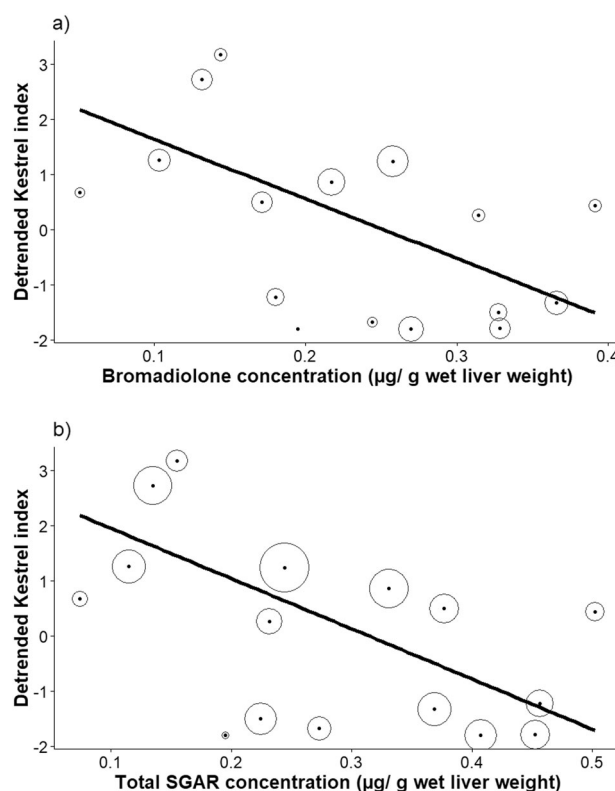 a)
3
2
1
0
-1
-2
Detrended Kestrel index
0.1 0.2 0.3 0.4
Bromadiolone concentration (µg/ g wet liver weight)
b)
3
2
1
0
-1
-2
Detrended Kestrel index
0.1 0.2 0.3 0.4 0.5
Total SGAR concentration (µg/ g wet liver weight)